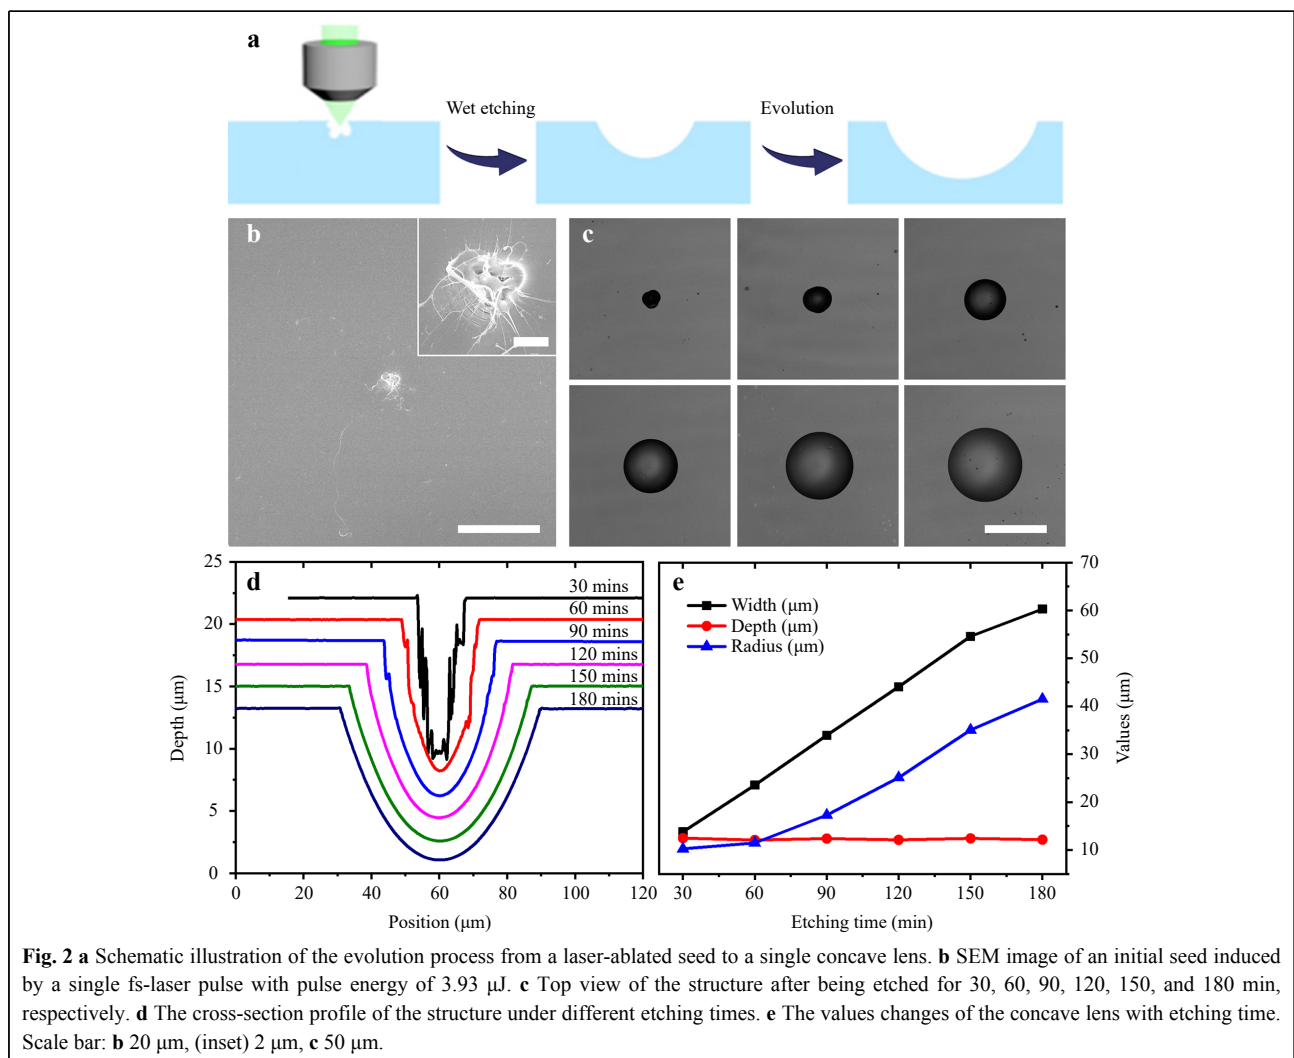 a
Wet etching
Evolution
b
c
d
25
20
15
10
5
0
Depth (μm)
30 mins
60 mins
90 mins
120 mins
150 mins
180 mins
0 20 40 60 80 100 120
Position (μm)
e
Width (μm)
Depth (μm)
Radius (μm)
70
60
50
40
30
20
10
Values (μm)
30 60 90 120 150 180
Etching time (min)
Fig. 2 a Schematic illustration of the evolution process from a laser-ablated seed to a single concave lens. b SEM image of an initial seed induced
by a single fs-laser pulse with pulse energy of 3.93 μJ. c Top view of the structure after being etched for 30, 60, 90, 120, 150, and 180 min,
respectively. d The cross-section profile of the structure under different etching times. e The values changes of the concave lens with etching time.
Scale bar: b 20 μm, (inset) 2 μm, c 50 μm.